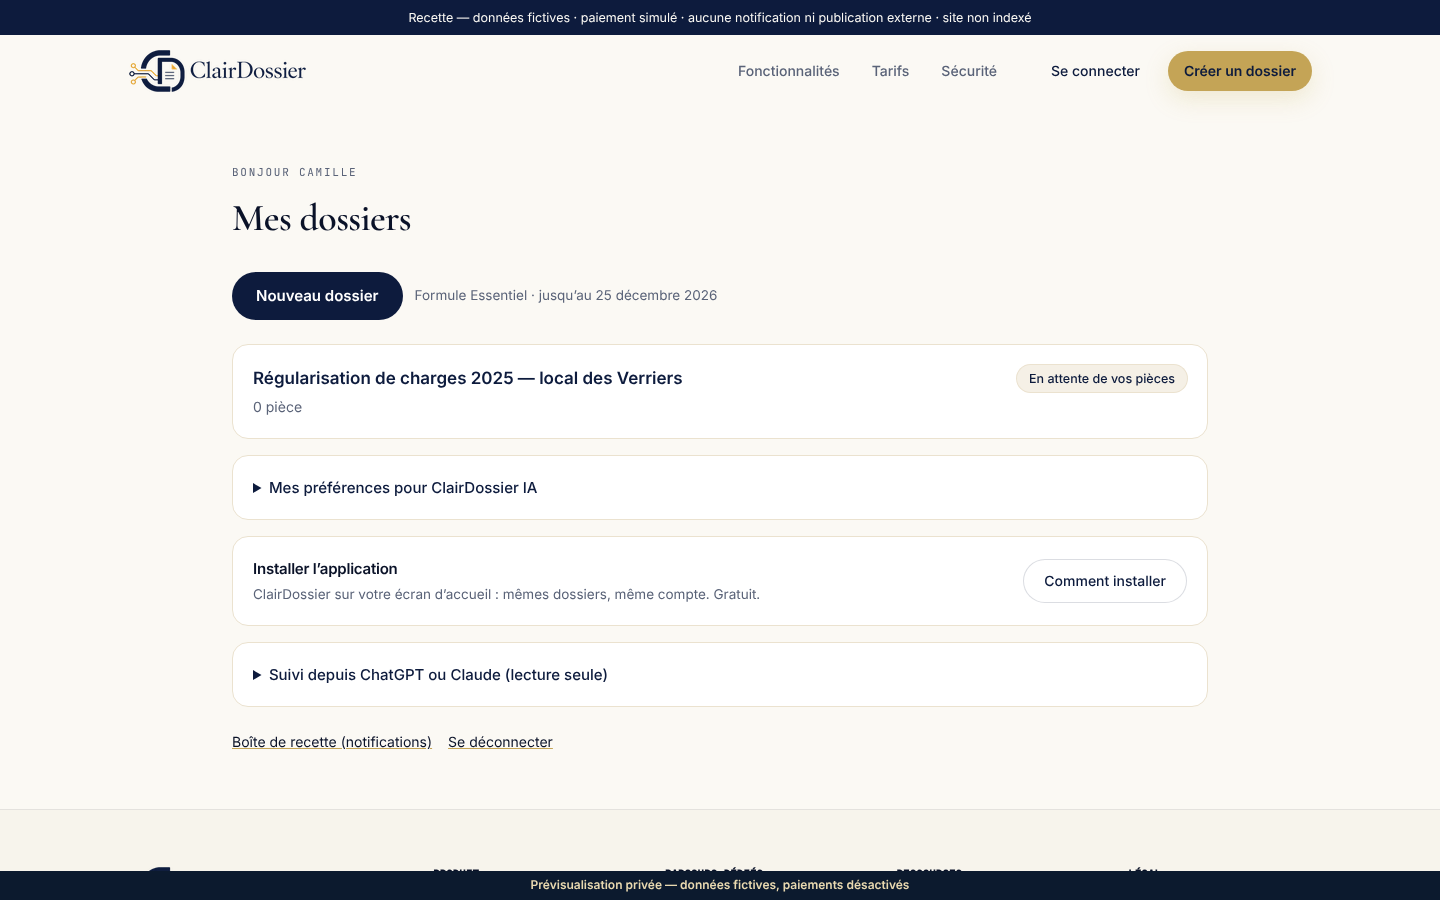 Recette — données fictives · paiement simulé · aucune notification ni publication externe · site non indexé
ClairDossier
Fonctionnalités
Tarifs
Sécurité
Se connecter
Créer un dossier
BONJOUR CAMILLE
Mes dossiers
Nouveau dossier
Formule Essentiel · jusqu’au 25 décembre 2026
Régularisation de charges 2025 — local des Verriers
En attente de vos pièces
0 pièce
▶ Mes préférences pour ClairDossier IA
Installer l’application
ClairDossier sur votre écran d’accueil : mêmes dossiers, même compte. Gratuit.
Comment installer
▶ Suivi depuis ChatGPT ou Claude (lecture seule)
Boîte de recette (notifications)
Se déconnecter
Prévisualisation privée — données fictives, paiements désactivés